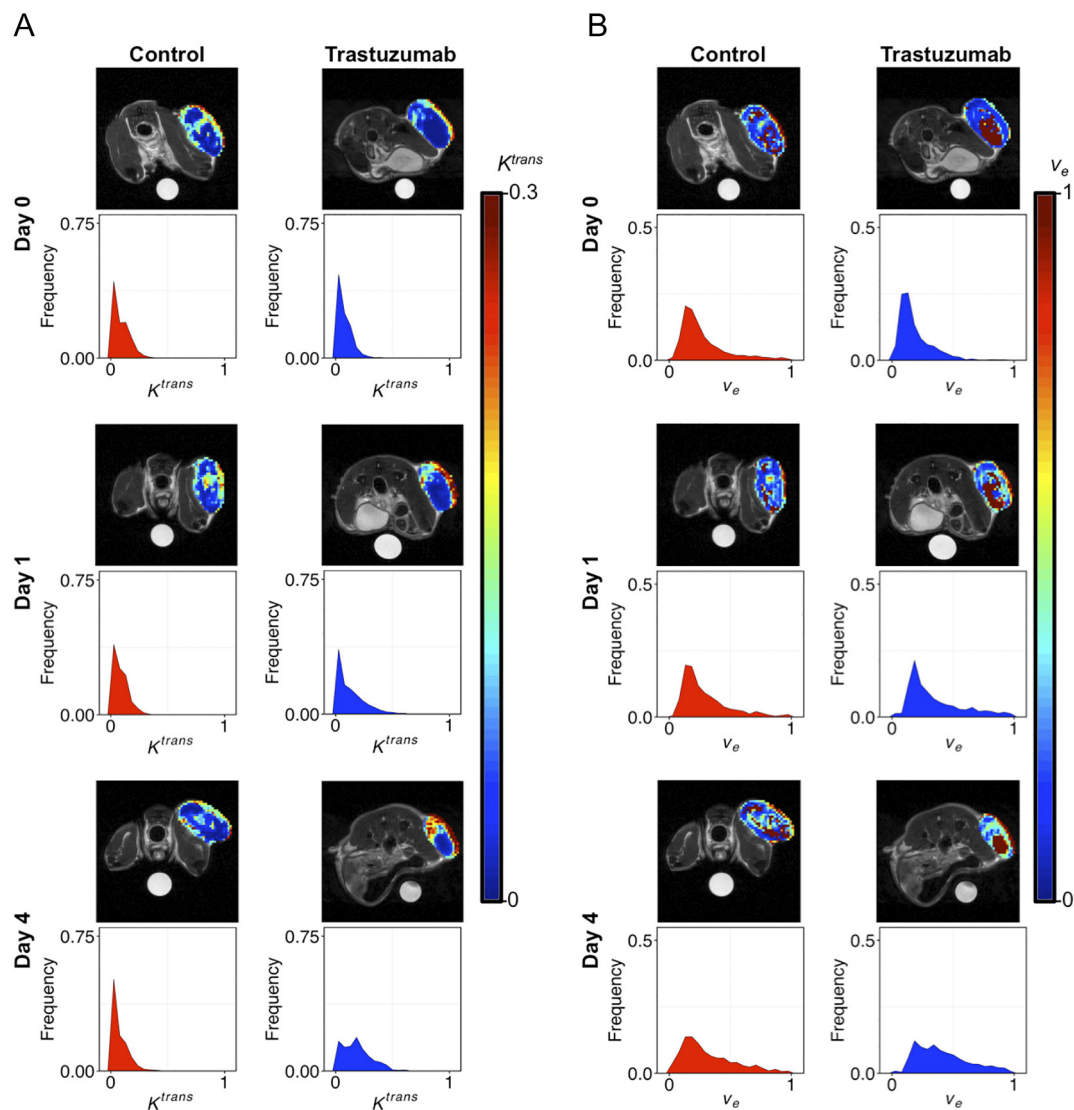 A
B
Control
Trastuzumab
Control
Trastuzumab
Day 0
K^trans
0.3
0
v_e
1
0
0.75
0.00
Frequency
0
1
K^trans
Frequency
0
1
K^trans
0.5
0.0
Frequency
0
1
v_e
0.5
0.0
Frequency
0
1
v_e
Day 1
0.75
0.00
Frequency
0
1
K^trans
Frequency
0
1
K^trans
0.5
0.0
Frequency
0
1
v_e
0.5
0.0
Frequency
0
1
v_e
Day 4
0.75
0.00
Frequency
0
1
K^trans
Frequency
0
1
K^trans
0.5
0.0
Frequency
0
1
v_e
0.5
0.0
Frequency
0
1
v_e
Day 0
0.75
0.00
Day 1
0.75
0.00
Day 4
0.75
0.00